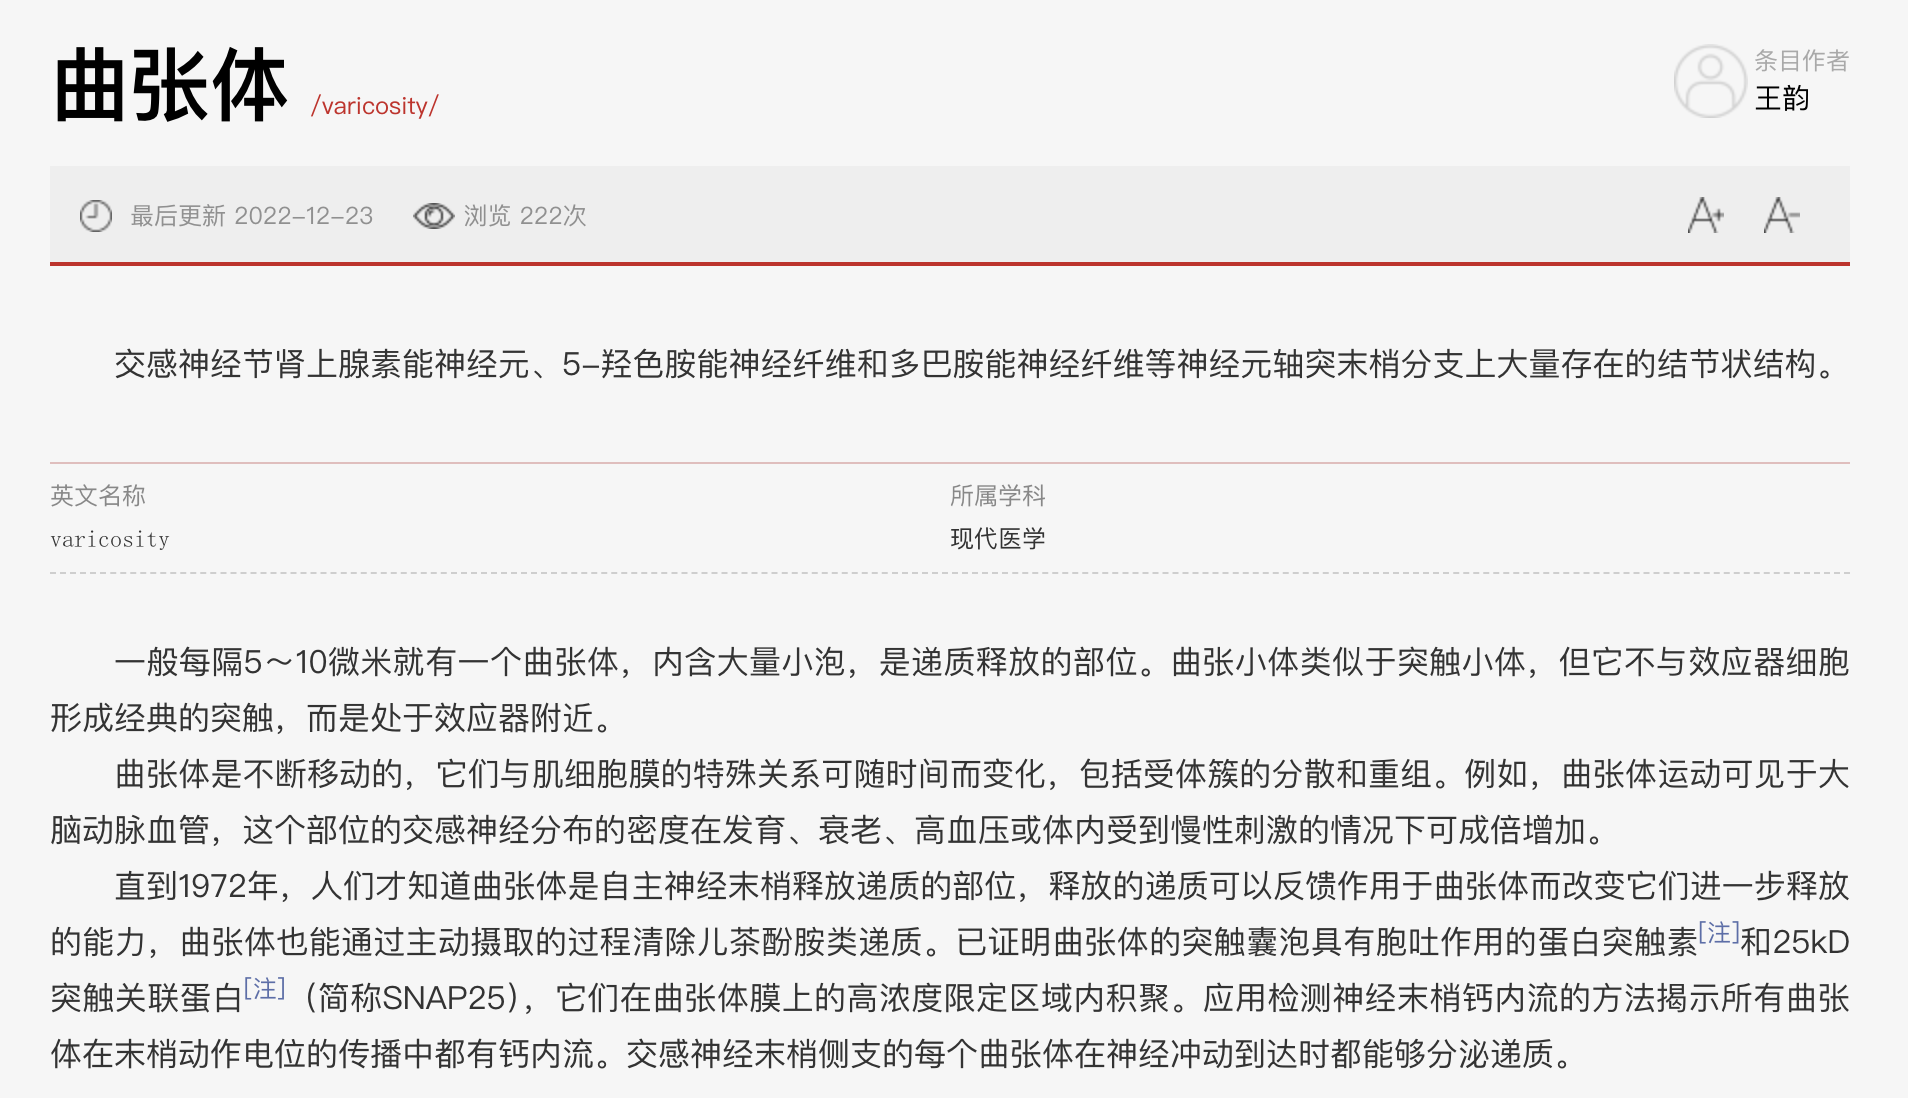 曲张体 /varicosity/
条目作者
王韵
最后更新 2022-12-23 浏览 222次
A+ A-
交感神经节肾上腺素能神经元、5-羟色胺能神经纤维和多巴胺能神经纤维等神经元轴突末梢分支上大量存在的结节状结构。
英文名称 所属学科
varicosity 现代医学
一般每隔5～10微米就有一个曲张体，内含大量小泡，是递质释放的部位。曲张小体类似于突触小体，但它不与效应器细胞
形成经典的突触，而是处于效应器附近。
曲张体是不断移动的，它们与肌细胞膜的特殊关系可随时间而变化，包括受体簇的分散和重组。例如，曲张体运动可见于大
脑动脉血管，这个部位的交感神经分布的密度在发育、衰老、高血压或体内受到慢性刺激的情况下可成倍增加。
直到1972年，人们才知道曲张体是自主神经末梢释放递质的部位，释放的递质可以反馈作用于曲张体而改变它们进一步释放
的能力，曲张体也能通过主动摄取的过程清除儿茶酚胺类递质。已证明曲张体的突触囊泡具有胞吐作用的蛋白突触素[注]和25kD
突触关联蛋白[注]（简称SNAP25），它们在曲张体膜上的高浓度限定区域内积聚。应用检测神经末梢钙内流的方法揭示所有曲张
体在末梢动作电位的传播中都有钙内流。交感神经末梢侧支的每个曲张体在神经冲动到达时都能够分泌递质。